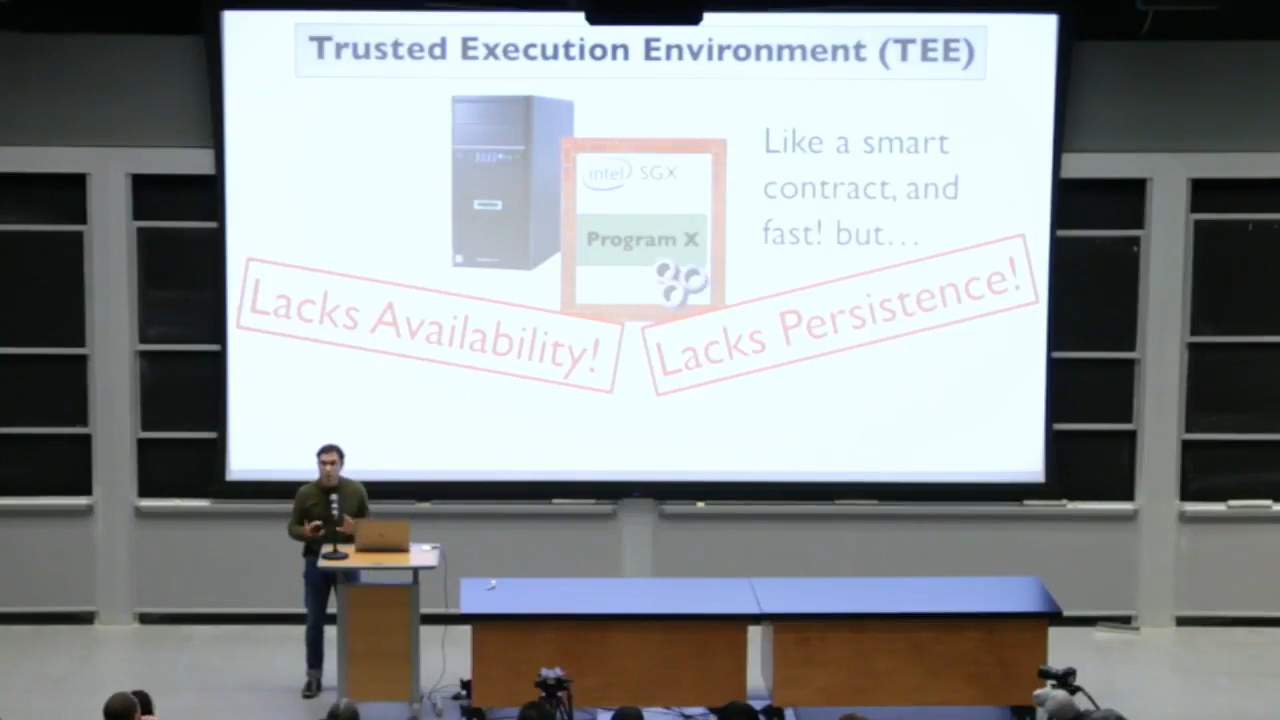 Trusted Execution Environment (TEE)
Like a smart
contract, and
fast! but...
intel SGX
Program X
Lacks Availability!
Lacks Persistence!